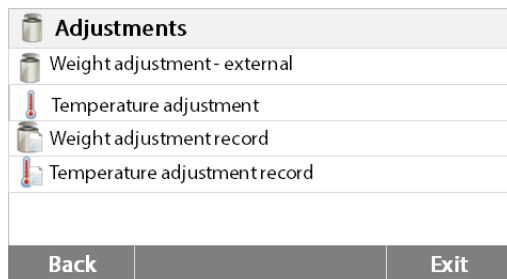 Adjustments
Weight adjustment - external
Temperature adjustment
Weight adjustment record
Temperature adjustment record
Back Exit